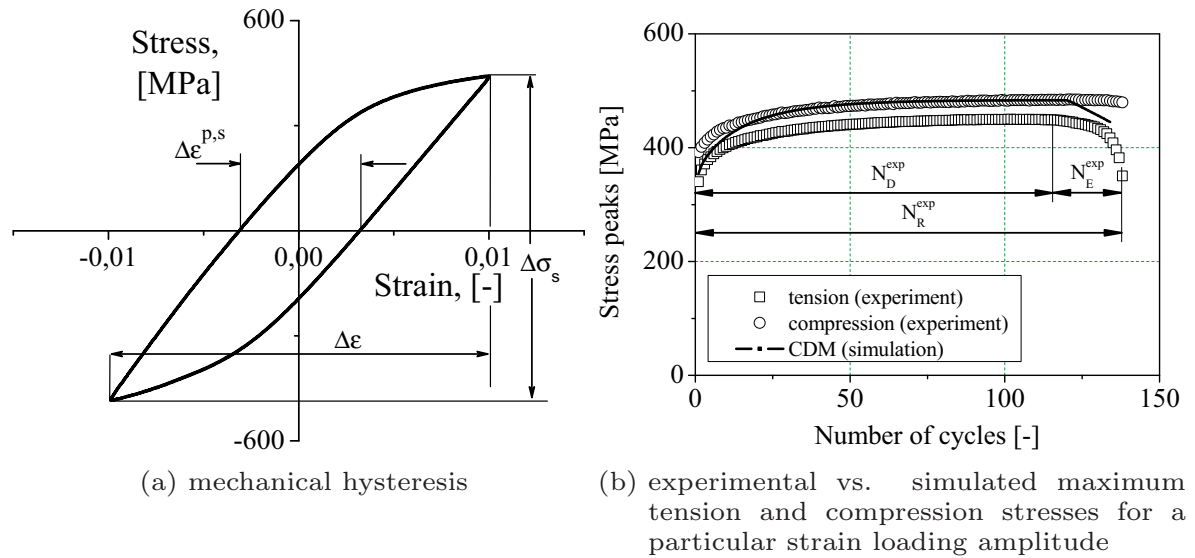 600
Stress,
[MPa]
Δε^p,s
-0,01
0,00
0,01
Strain, [-]
Δσ_s
Δε
-600
(a) mechanical hysteresis
600
400
200
0
Stress peaks [MPa]
N_D^exp
N_E^exp
N_R^exp
tension (experiment)
compression (experiment)
CDM (simulation)
0
50
100
150
Number of cycles [-]
(b) experimental vs. simulated maximum
tension and compression stresses for a
particular strain loading amplitude